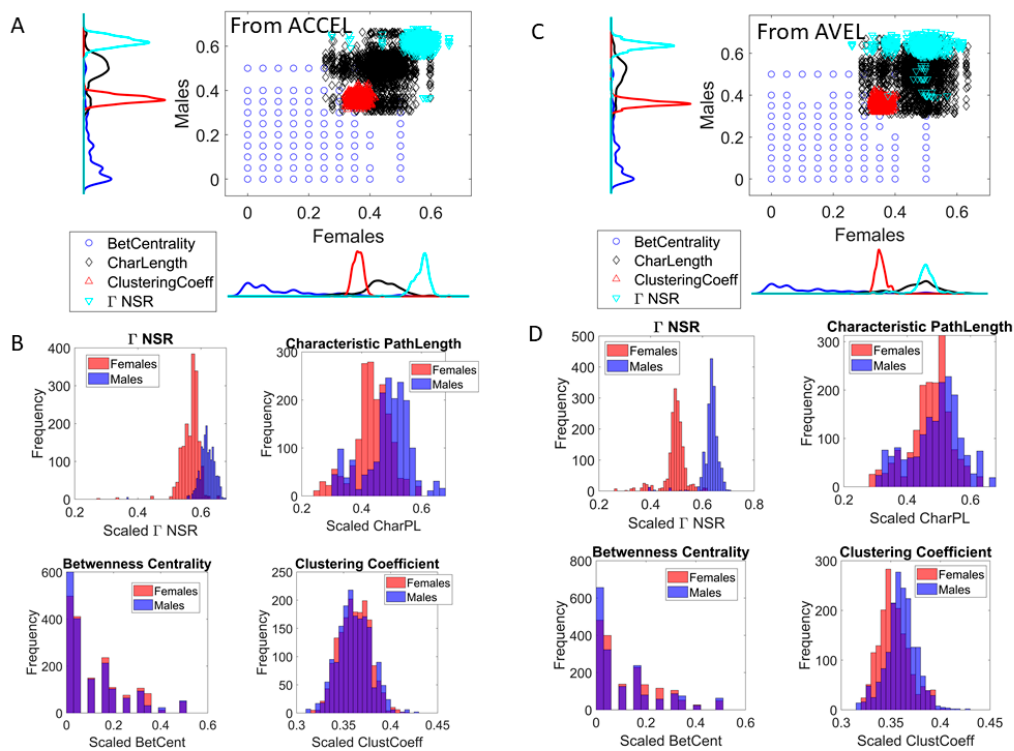 A
From ACCEL
Males
0.6
0.4
0.2
0
0 0.2 0.4 0.6
Females
BetCentrality
CharLength
ClusteringCoeff
Γ NSR
C
From AVEL
Males
0.6
0.4
0.2
0
0 0.2 0.4 0.6
Females
BetCentrality
CharLength
ClusteringCoeff
Γ NSR
B
Γ NSR
Frequency
400
300
200
100
0
0.2 0.4 0.6
Scaled Γ NSR
Females
Males
Characteristic PathLength
Frequency
300
200
100
0
0.2 0.4 0.6
Scaled CharPL
Females
Males
Betwenness Centrality
Frequency
600
400
200
0
0 0.2 0.4 0.6
Scaled BetCent
Females
Males
Clustering Coefficient
Frequency
250
200
150
100
50
0
0.3 0.35 0.4 0.45
Scaled ClustCoeff
Females
Males
D
Γ NSR
Frequency
500
400
300
200
100
0
0.2 0.4 0.6 0.8
Scaled Γ NSR
Females
Males
Characteristic PathLength
Frequency
300
200
100
0
0.2 0.4 0.6
Scaled CharPL
Females
Males
Betwenness Centrality
Frequency
800
600
400
200
0
0 0.2 0.4 0.6
Scaled BetCent
Females
Males
Clustering Coefficient
Frequency
300
200
100
0
0.3 0.35 0.4 0.45
Scaled ClustCoeff
Females
Males